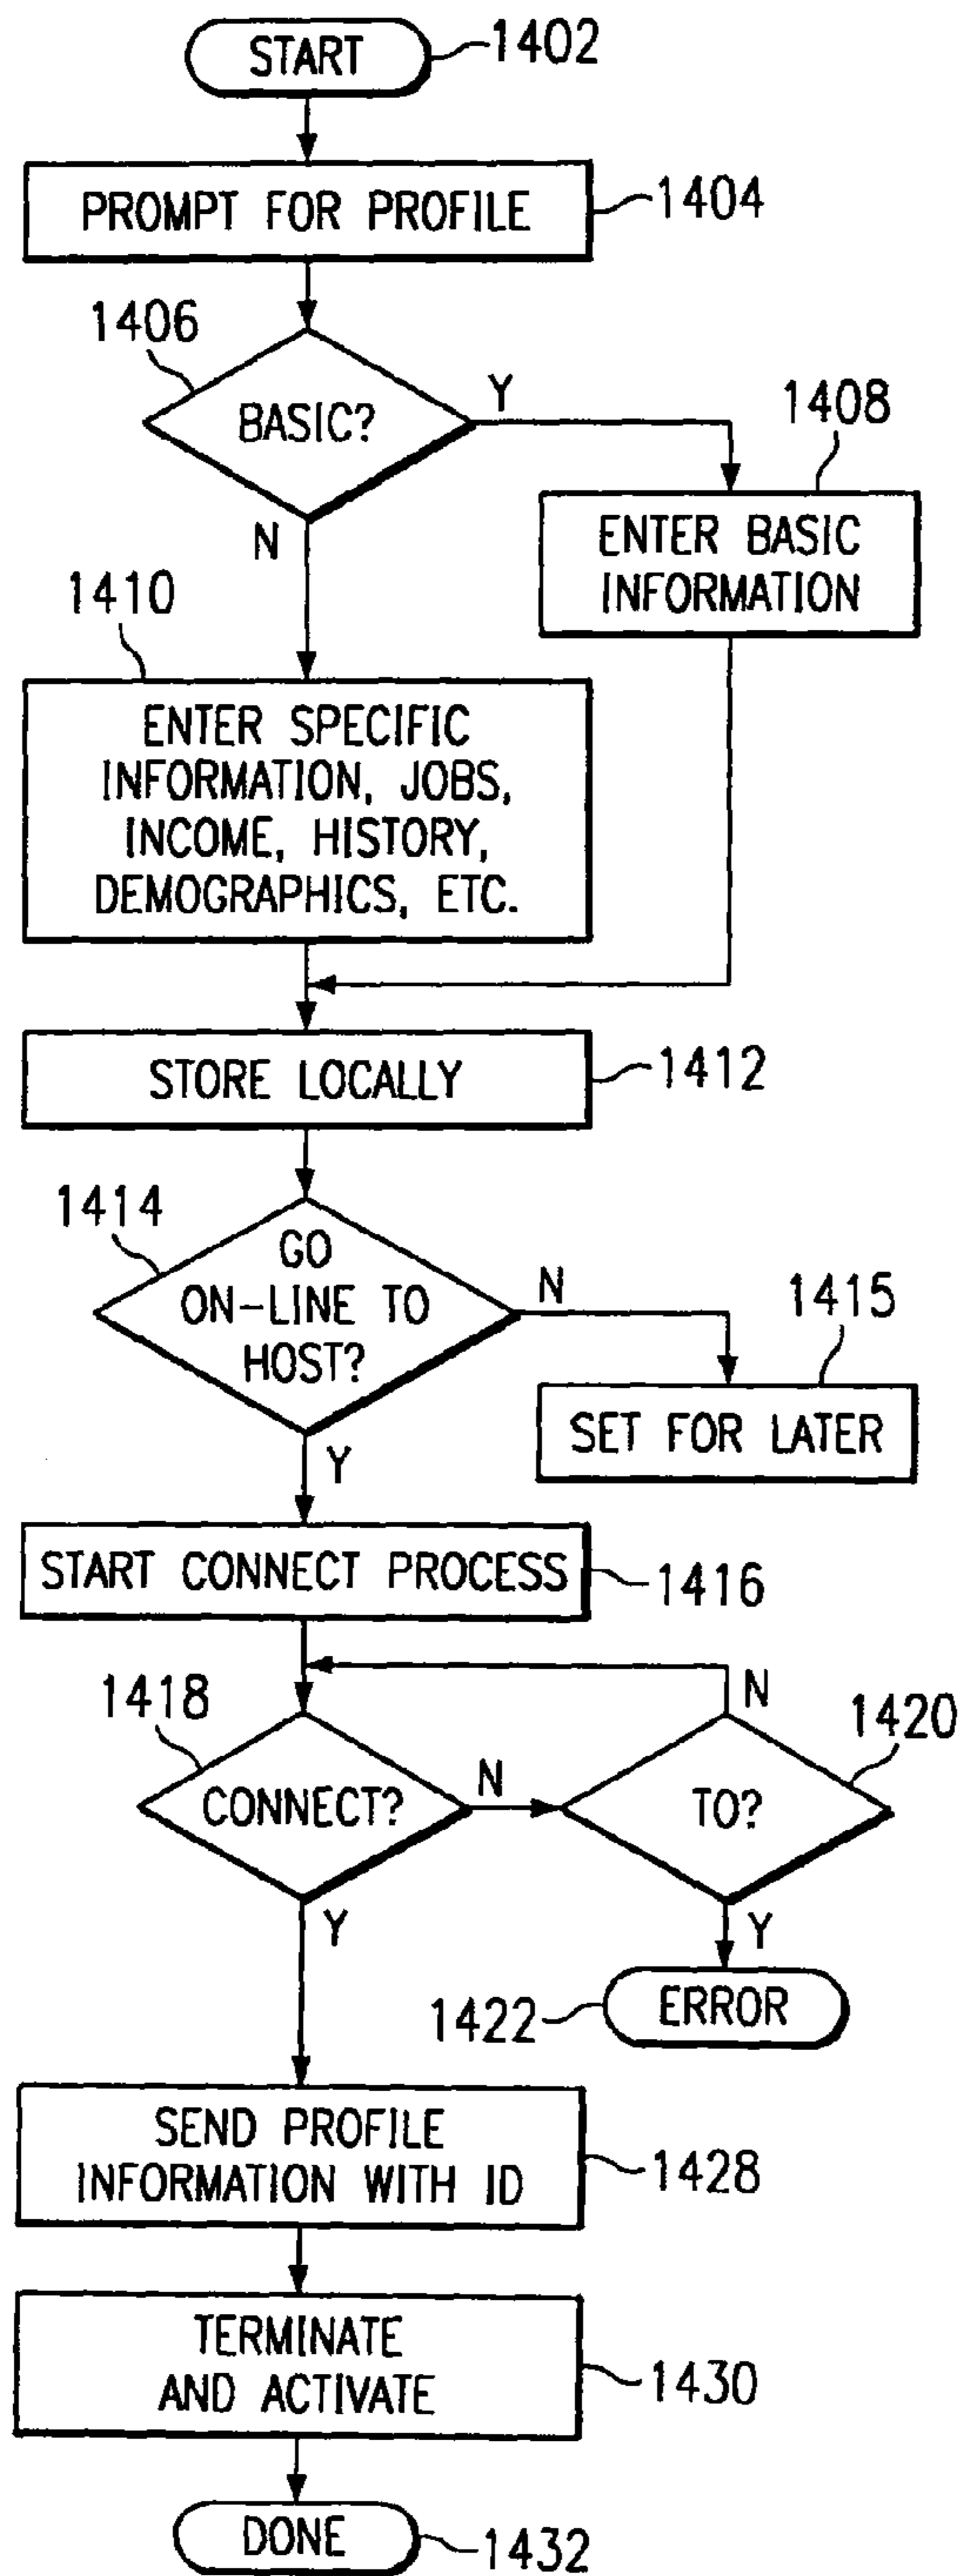 START
1402
PROMPT FOR PROFILE
1404
1406
BASIC?
Y
N
1408
ENTER BASIC
INFORMATION
1410
ENTER SPECIFIC
INFORMATION, JOBS,
INCOME, HISTORY,
DEMOGRAPHICS, ETC.
STORE LOCALLY
1412
1414
GO
ON-LINE TO
HOST?
N
Y
1415
SET FOR LATER
START CONNECT PROCESS
1416
1418
CONNECT?
N
Y
N
1420
TO?
Y
1422
ERROR
SEND PROFILE
INFORMATION WITH ID
1428
TERMINATE
AND ACTIVATE
1430
DONE
1432